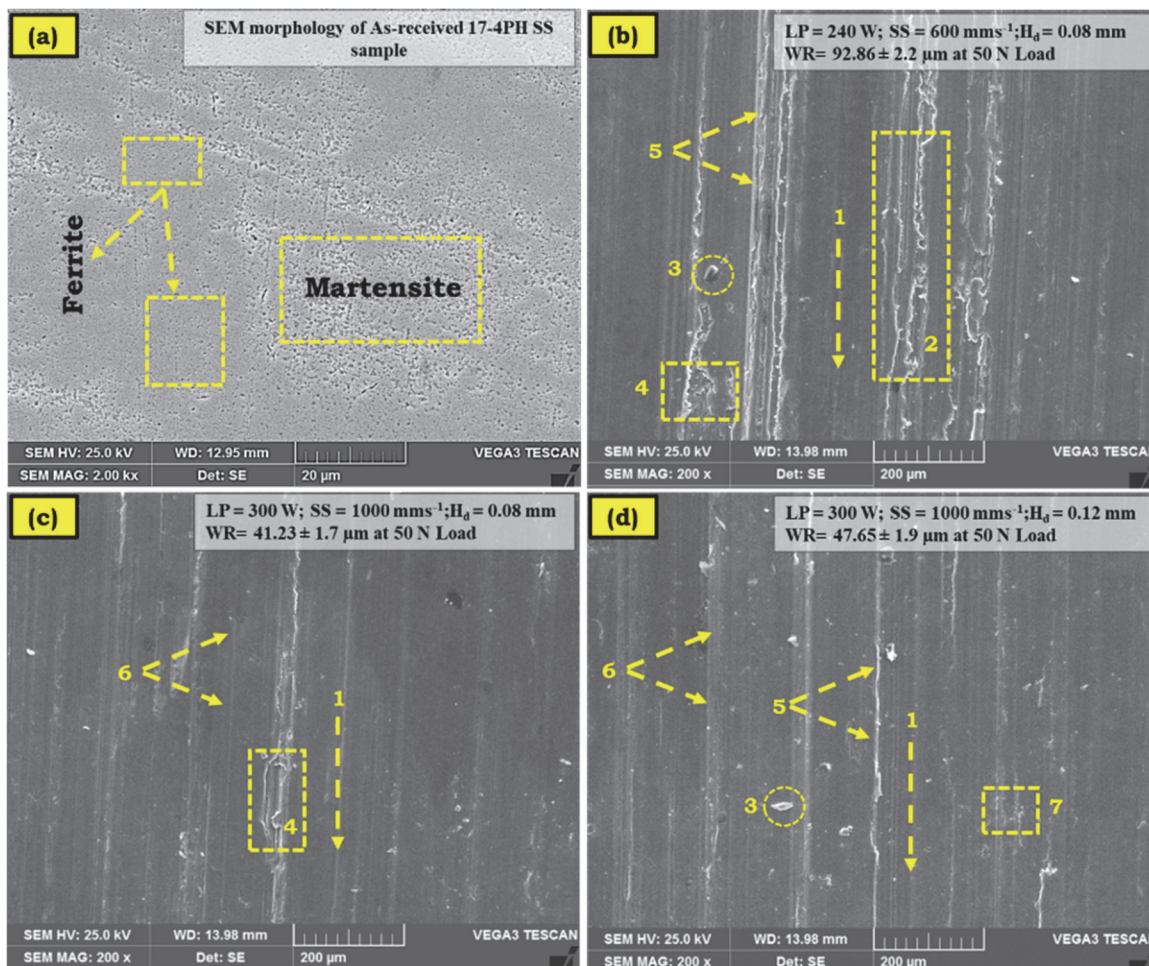 (a)
SEM morphology of As-received 17-4PH SS
sample
Ferrite
Martensite
SEM HV: 25.0 kV
WD: 12.95 mm
VEGA3 TESCAN
SEM MAG: 2.00 kx
Det: SE
20 µm
(b)
LP = 240 W; SS = 600 mms⁻¹;H_d = 0.08 mm
WR= 92.86 ± 2.2 µm at 50 N Load
5
1
3
2
4
SEM HV: 25.0 kV
WD: 13.98 mm
VEGA3 TESCAN
SEM MAG: 200 x
Det: SE
200 µm
(c)
LP = 300 W; SS = 1000 mms⁻¹;H_d = 0.08 mm
WR= 41.23 ± 1.7 µm at 50 N Load
6
1
4
SEM HV: 25.0 kV
WD: 13.98 mm
VEGA3 TESCAN
SEM MAG: 200 x
Det: SE
200 µm
(d)
LP = 300 W; SS = 1000 mms⁻¹;H_d = 0.12 mm
WR= 47.65 ± 1.9 µm at 50 N Load
6
5
1
3
7
SEM HV: 25.0 kV
WD: 13.98 mm
VEGA3 TESCAN
SEM MAG: 200 x
Det: SE
200 µm